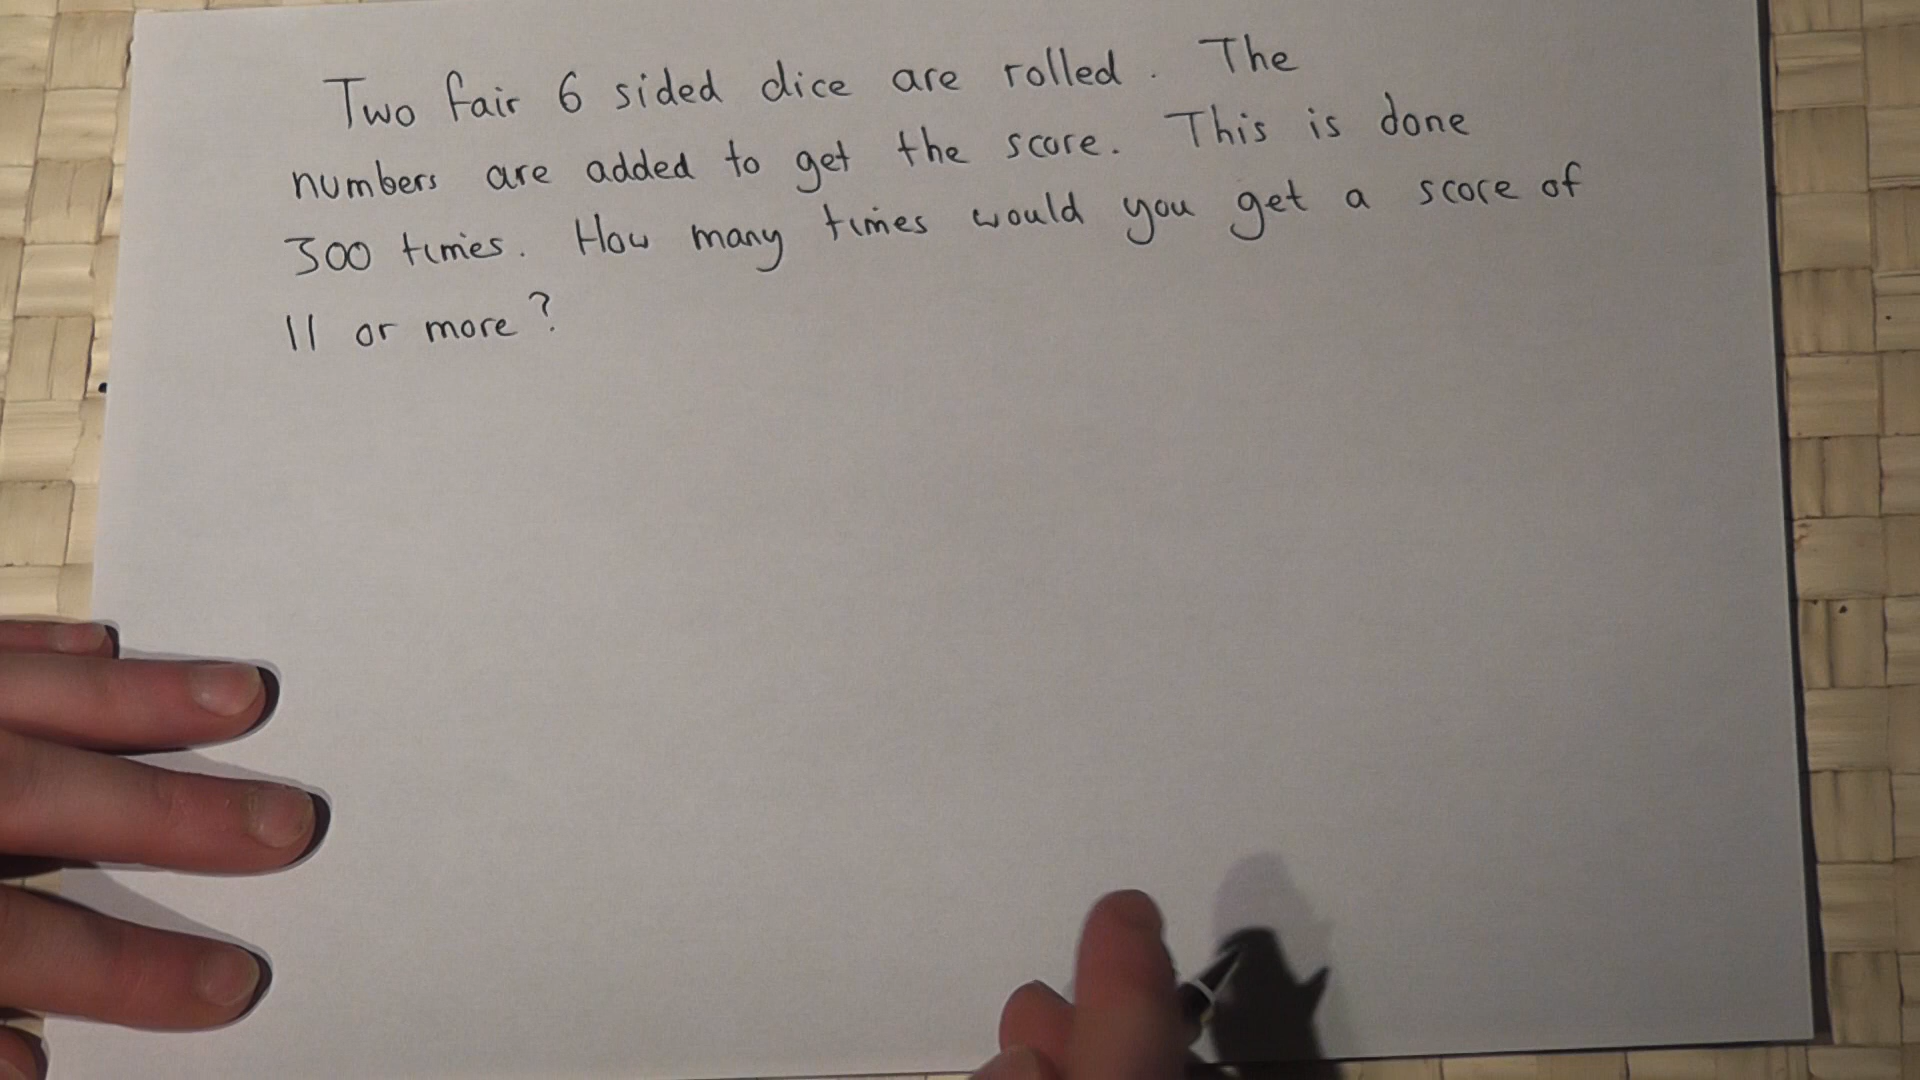 Two fair 6 sided dice are rolled. The
numbers are added to get the score. This is done
300 times. How many times would you get a score of
11 or more?